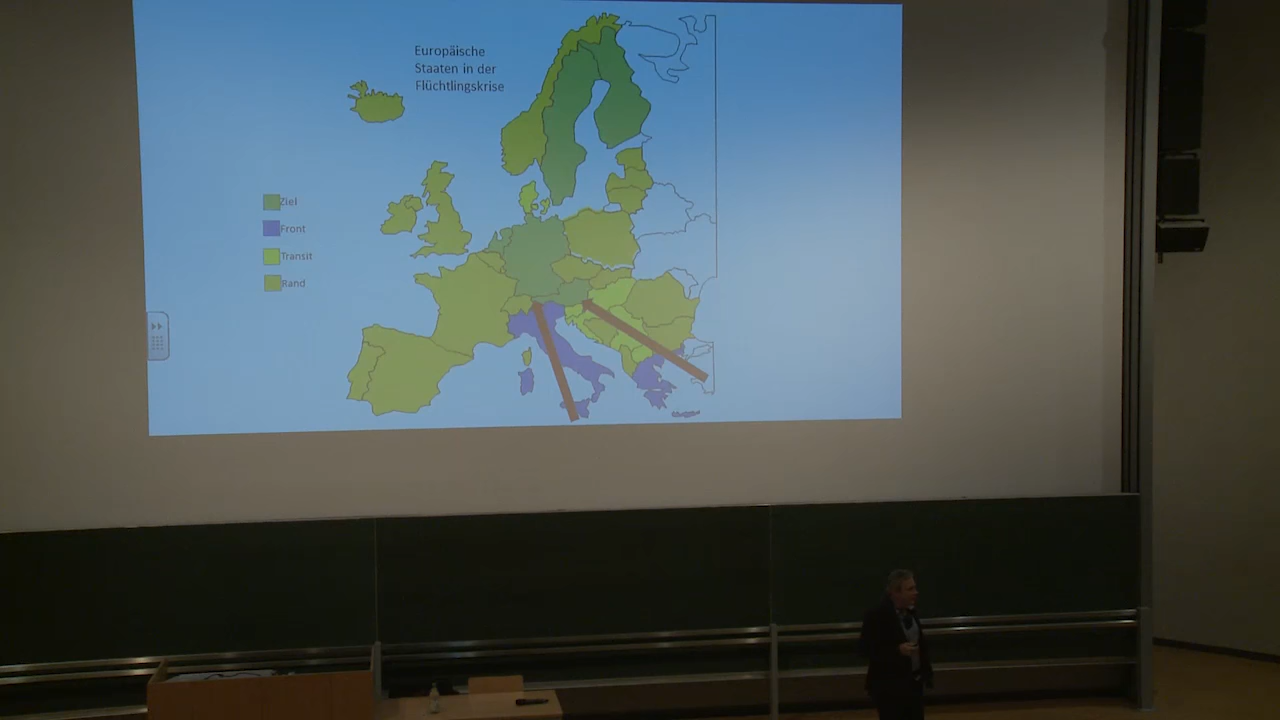 Europäische
Staaten in der
Flüchtlingskrise
Ziel
Front
Transit
Rand